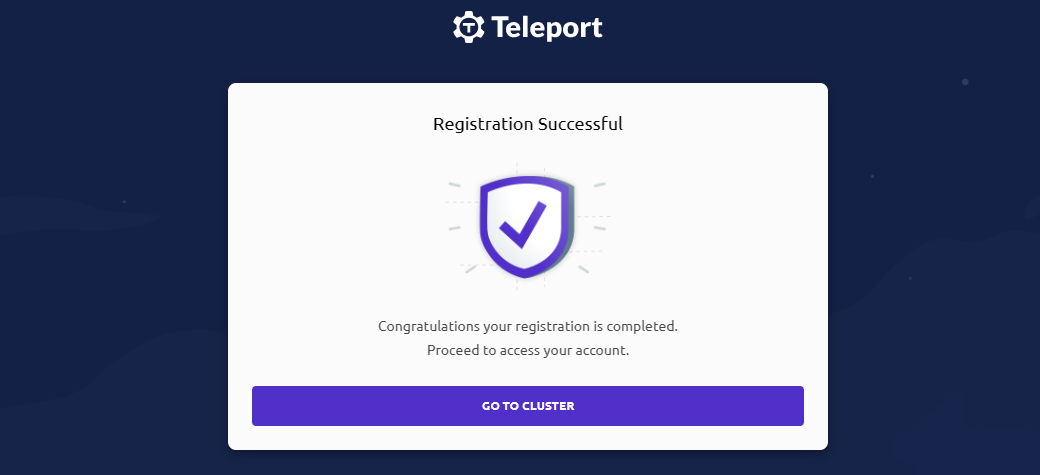 Teleport
Registration Successful
Congratulations your registration is completed.
Proceed to access your account.
GO TO CLUSTER